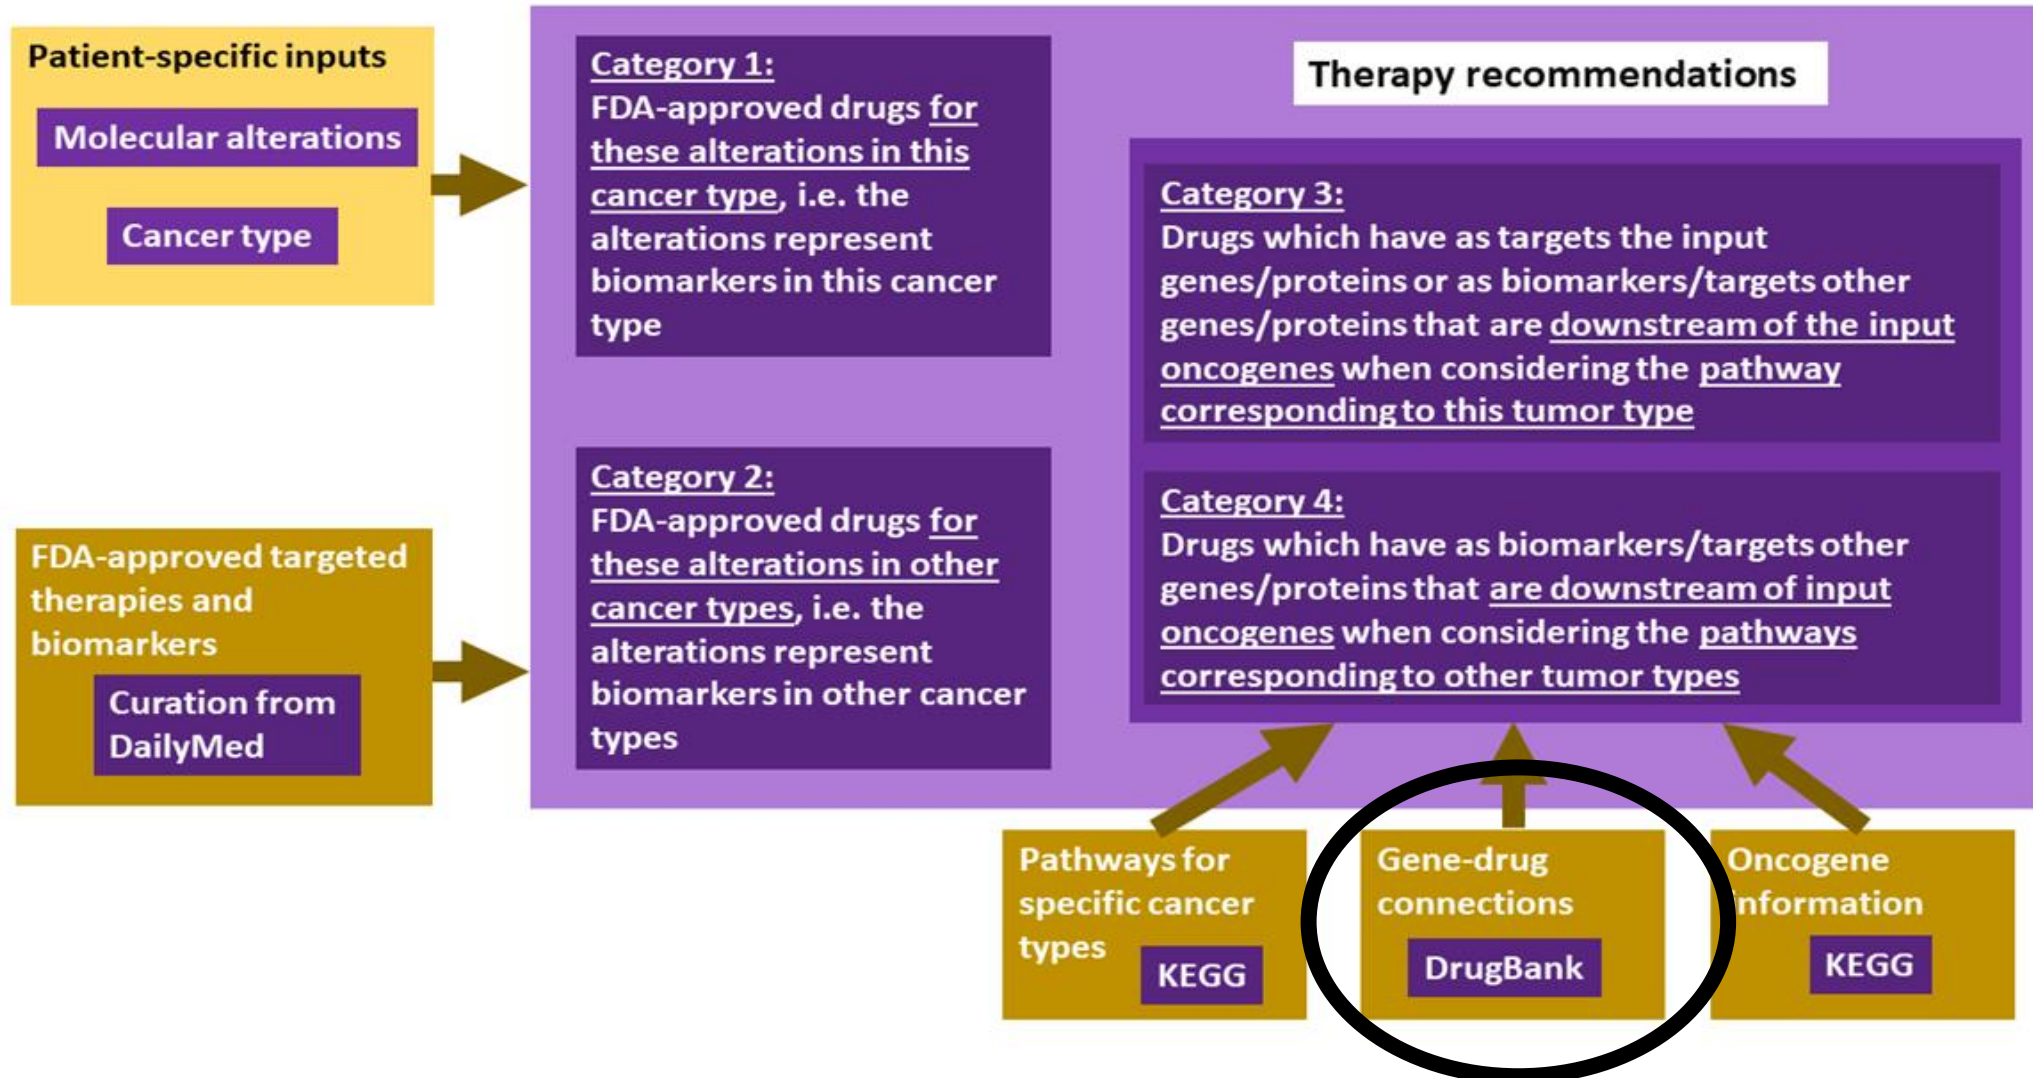 Patient-specific inputs
Molecular alterations
Cancer type
FDA-approved targeted
therapies and
biomarkers
Curation from
DailyMed
Category 1:
FDA-approved drugs for
these alterations in this
cancer type, i.e. the
alterations represent
biomarkers in this cancer
type
Category 2:
FDA-approved drugs for
these alterations in other
cancer types, i.e. the
alterations represent
biomarkers in other cancer
types
Therapy recommendations
Category 3:
Drugs which have as targets the input
genes/proteins or as biomarkers/targets other
genes/proteins that are downstream of the input
oncogenes when considering the pathway
corresponding to this tumor type
Category 4:
Drugs which have as biomarkers/targets other
genes/proteins that are downstream of input
oncogenes when considering the pathways
corresponding to other tumor types
Pathways for
specific cancer
types
KEGG
Gene-drug
connections
DrugBank
Oncogene
information
KEGG